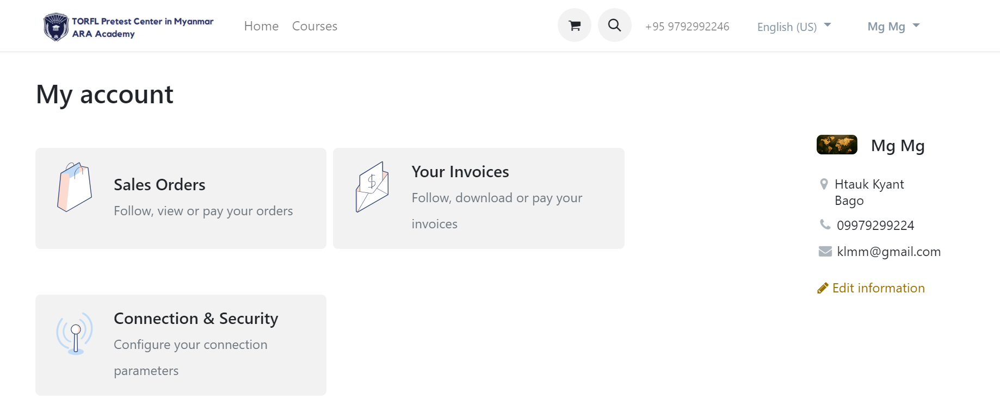 TORFL Pretest Center in Myanmar
ARA Academy
Home
Courses
+95 9792992246
English (US)
Mg Mg
My account
Sales Orders
Follow, view or pay your orders
Your Invoices
Follow, download or pay your
invoices
Connection & Security
Configure your connection
parameters
Mg Mg
Htauk Kyant
Bago
09979299224
klmm@gmail.com
Edit information